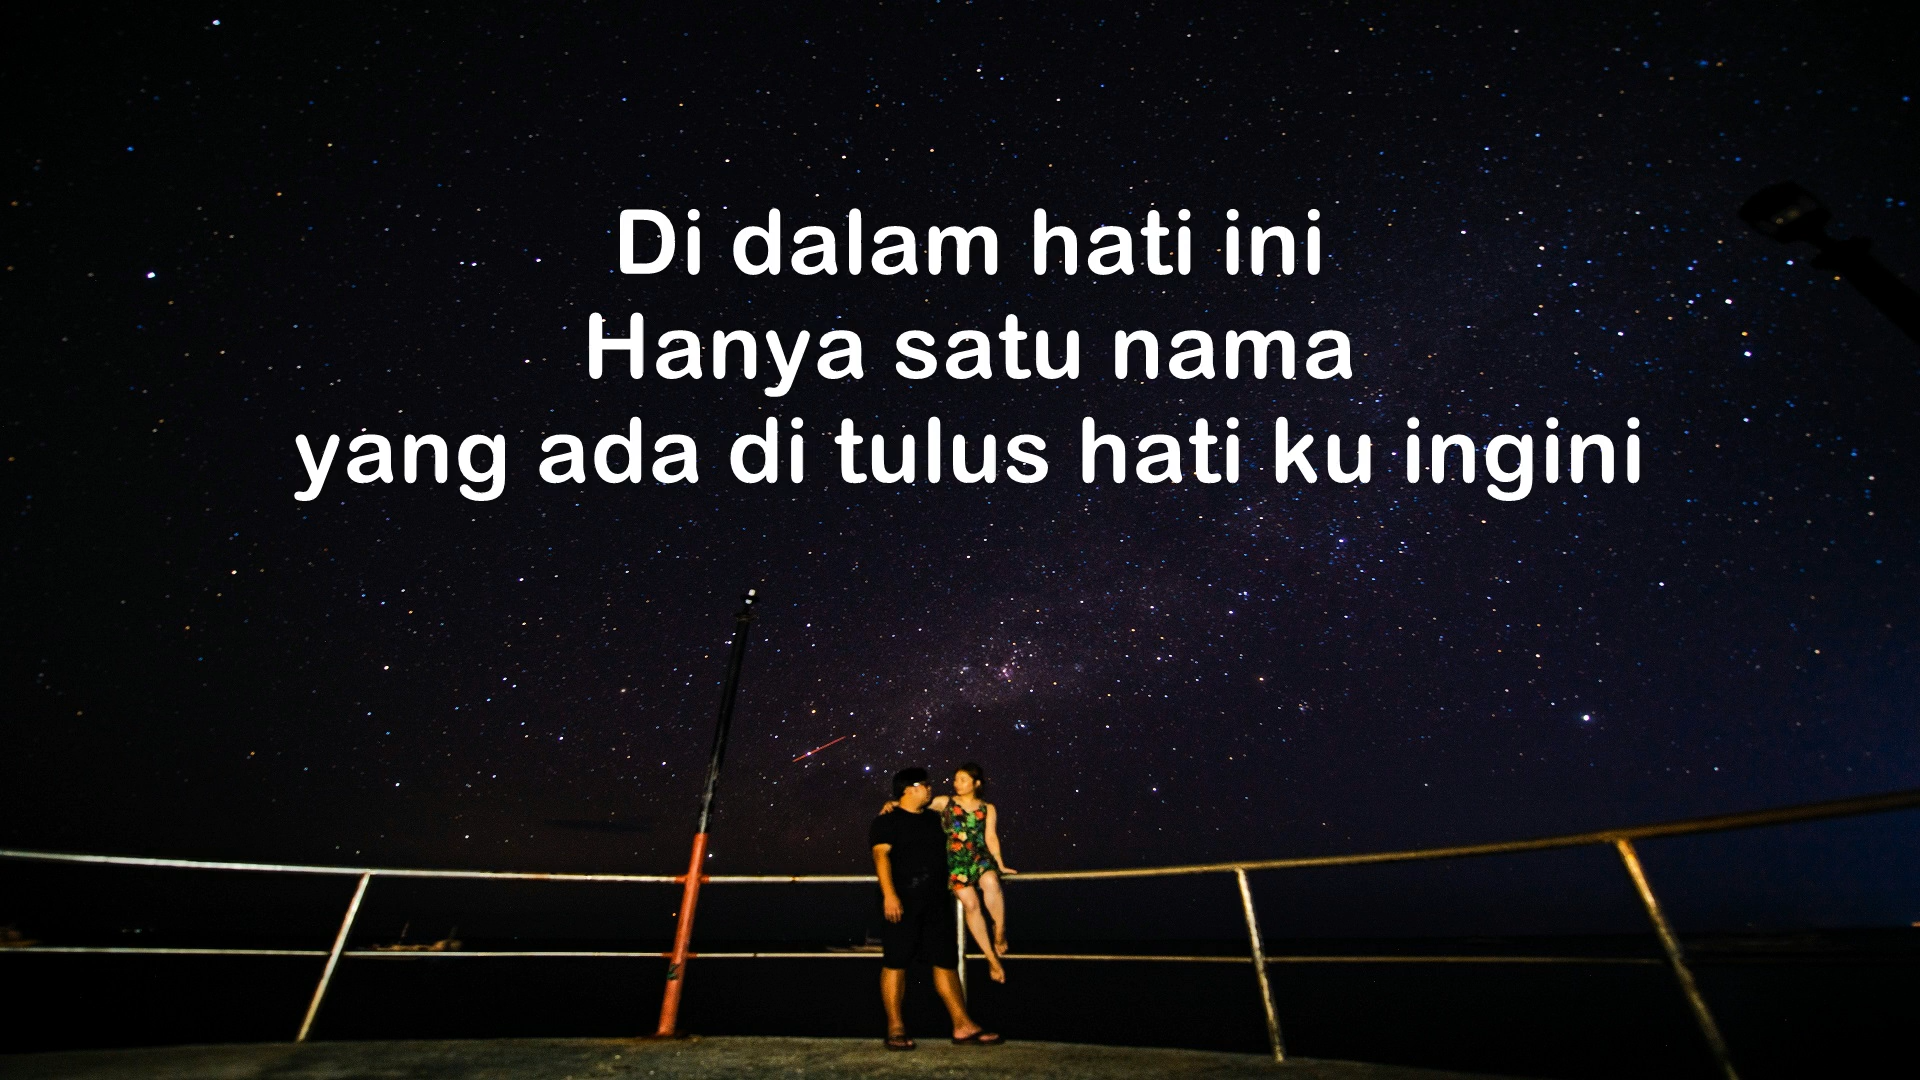 Di dalam hati ini
Hanya satu nama
yang ada di tulus hati ku ingini